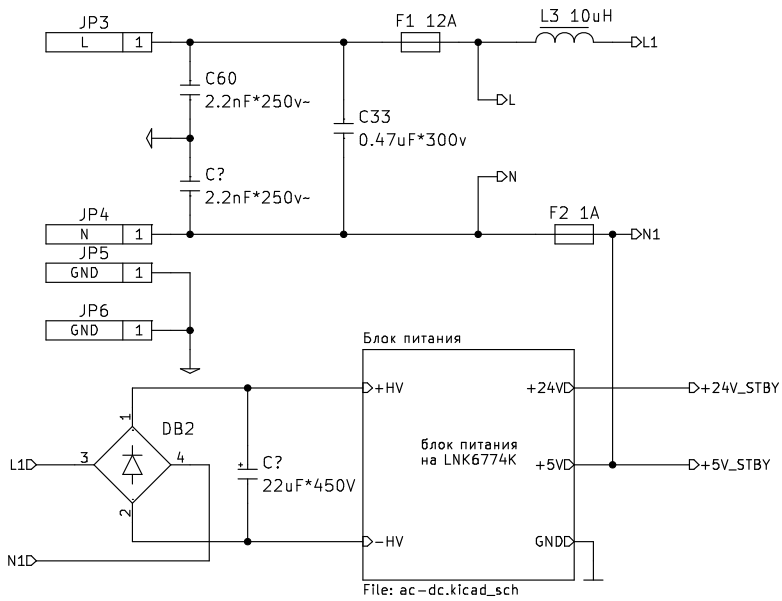 JP3
L 1
F1 12A
L3 10uH
L1
C60
2.2nF*250v~
L
C33
0.47uF*300v
C?
2.2nF*250v~
N
JP4
N 1
F2 1A
N1
JP5
GND 1
JP6
GND 1
Блок питания
+HV
+24V
+24V_STBY
1
DB2
блок питания
на LNK6774K
L1
3
4
C?
22uF*450V
+5V
+5V_STBY
2
-HV
GND
N1
File: ac-dc.kicad_sch